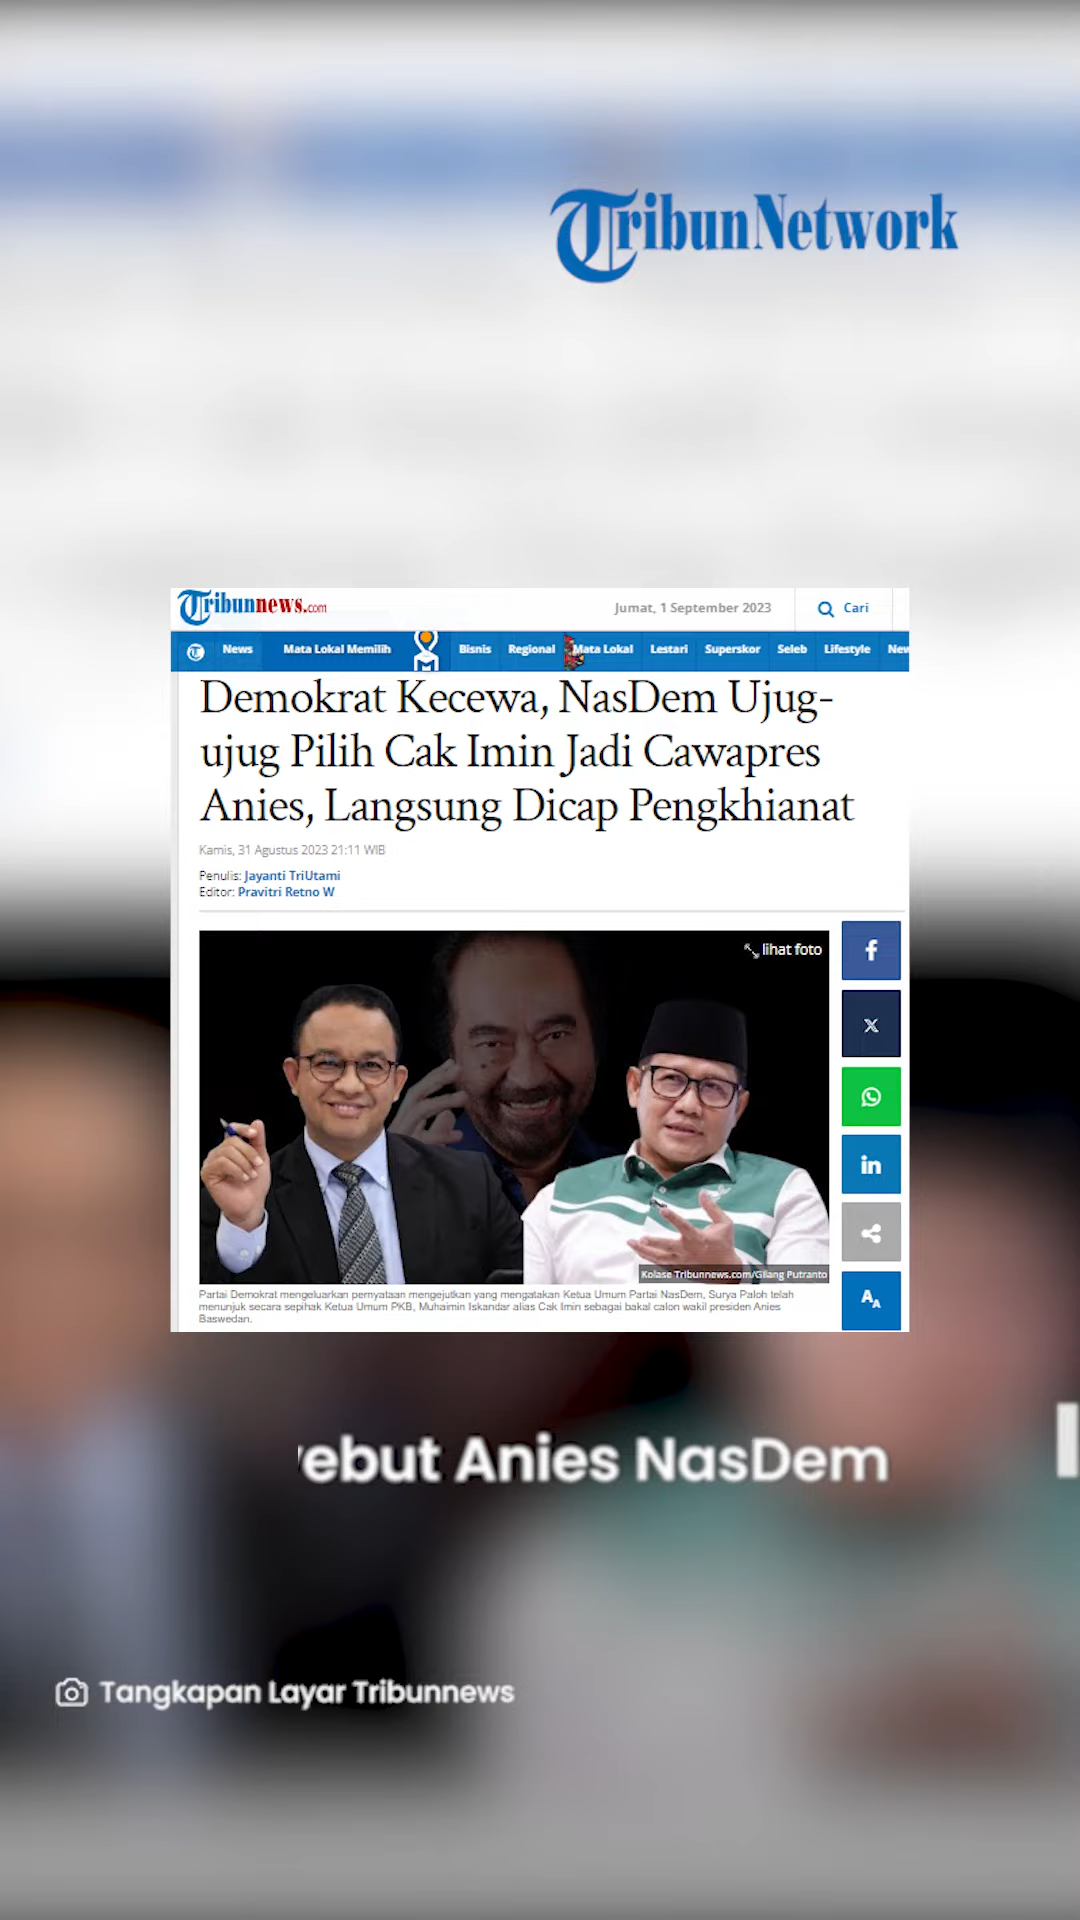 Tribun Network
Tribunnews.com
Jumat, 1 September 2023
Cari
News
Mata Lokal Memilih
Bisnis
Regional
Mata Lokal
Lestari
Superskor
Seleb
Lifestyle
New
Demokrat Kecewa, NasDem Ujug-
ujug Pilih Cak Imin Jadi Cawapres
Anies, Langsung Dicap Pengkhianat
Kamis, 31 Agustus 2023 21:11 WIB
Penulis: Jayanti TriUtami
Editor: Pravitri Retno W
lihat foto
Kolase Tribunnews.com/Gilang Putranto
Partai Demokrat mengeluarkan pernyataan mengejutkan yang mengatakan Ketua Umum Partai NasDem, Surya Paloh telah
menunjuk secara sepihak Ketua Umum PKB, Muhaimin Iskandar alias Cak Imin sebagai bakal calon wakil presiden Anies
Baswedan.
ebut Anies NasDem
Tangkapan Layar Tribunnews